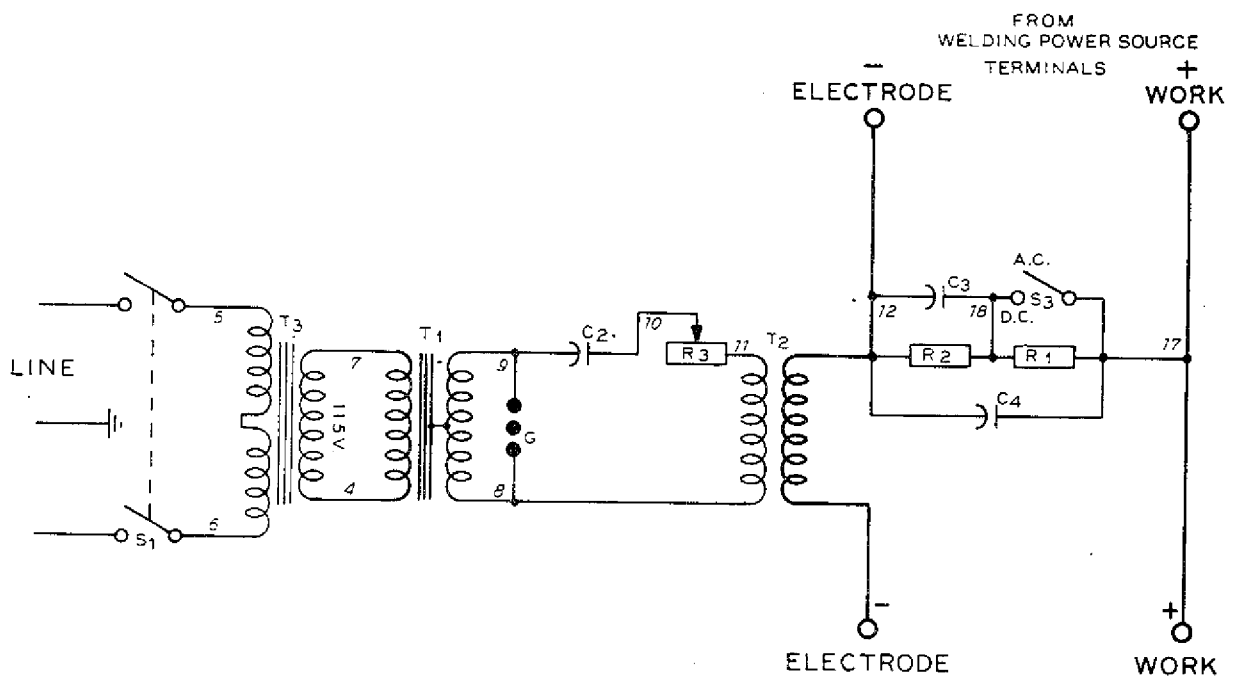 FROM
WELDING POWER SOURCE
TERMINALS
−
ELECTRODE
+
WORK
A.C.
C3
S3
12
18
D.C.
5
T3
7
T1
9
C2.
10
R3
11
T2
R2
R1
17
LINE
115V
G
C4
4
8
6
S1
−
ELECTRODE
+
WORK